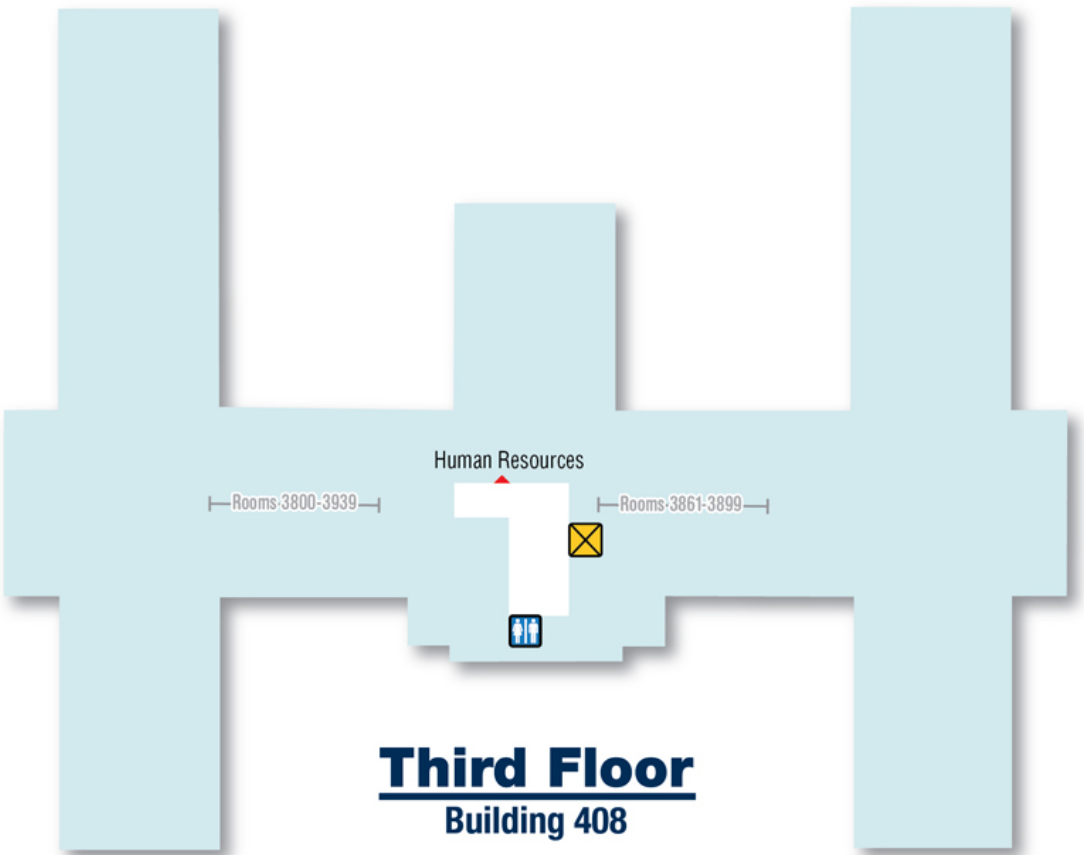 Human Resources
Rooms 3800-3939
Rooms 3861-3899
Third Floor
Building 408